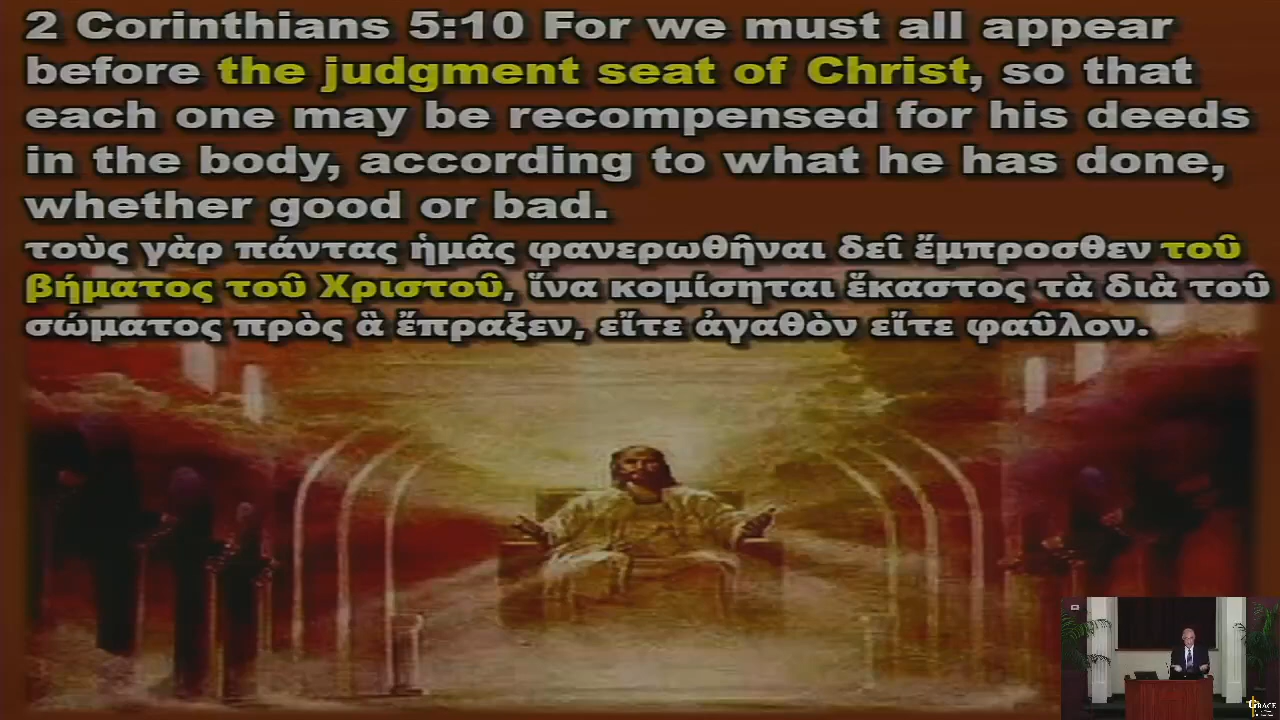 2 Corinthians 5:10 For we must all appear
before the judgment seat of Christ, so that
each one may be recompensed for his deeds
in the body, according to what he has done,
whether good or bad.
τοὺς γὰρ πάντας ἡμᾶς φανερωθῆναι δεῖ ἔμπροσθεν τοῦ
βήματος τοῦ Χριστοῦ, ἵνα κομίσηται ἕκαστος τὰ διὰ τοῦ
σώματος πρὸς ἃ ἔπραξεν, εἴτε ἀγαθὸν εἴτε φαῦλον.
GRACE